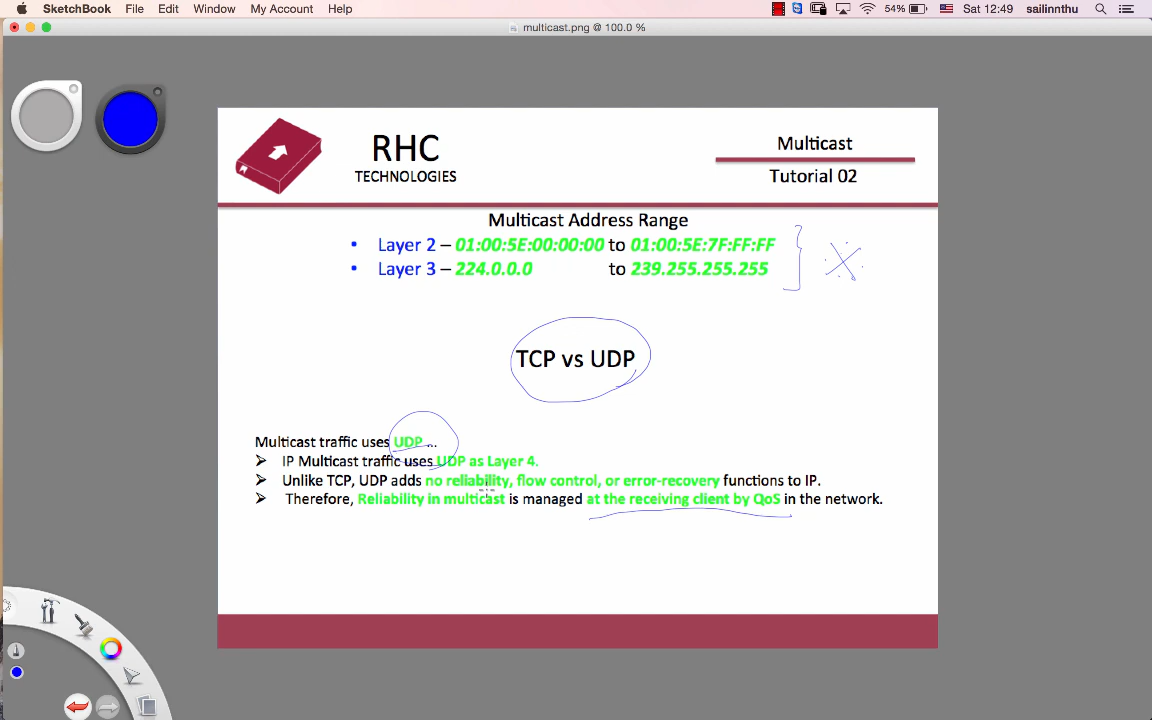 SketchBook File Edit Window My Account Help 54% Sat 12:49 sailinnthu
multicast.png @ 100.0 %
RHC
TECHNOLOGIES
Multicast
Tutorial 02
Multicast Address Range
• Layer 2 – 01:00:5E:00:00:00 to 01:00:5E:7F:FF:FF
• Layer 3 – 224.0.0.0 to 239.255.255.255
TCP vs UDP
Multicast traffic uses UDP ...
➢ IP Multicast traffic uses UDP as Layer 4.
➢ Unlike TCP, UDP adds no reliability, flow control, or error-recovery functions to IP.
➢ Therefore, Reliability in multicast is managed at the receiving client by QoS in the network.